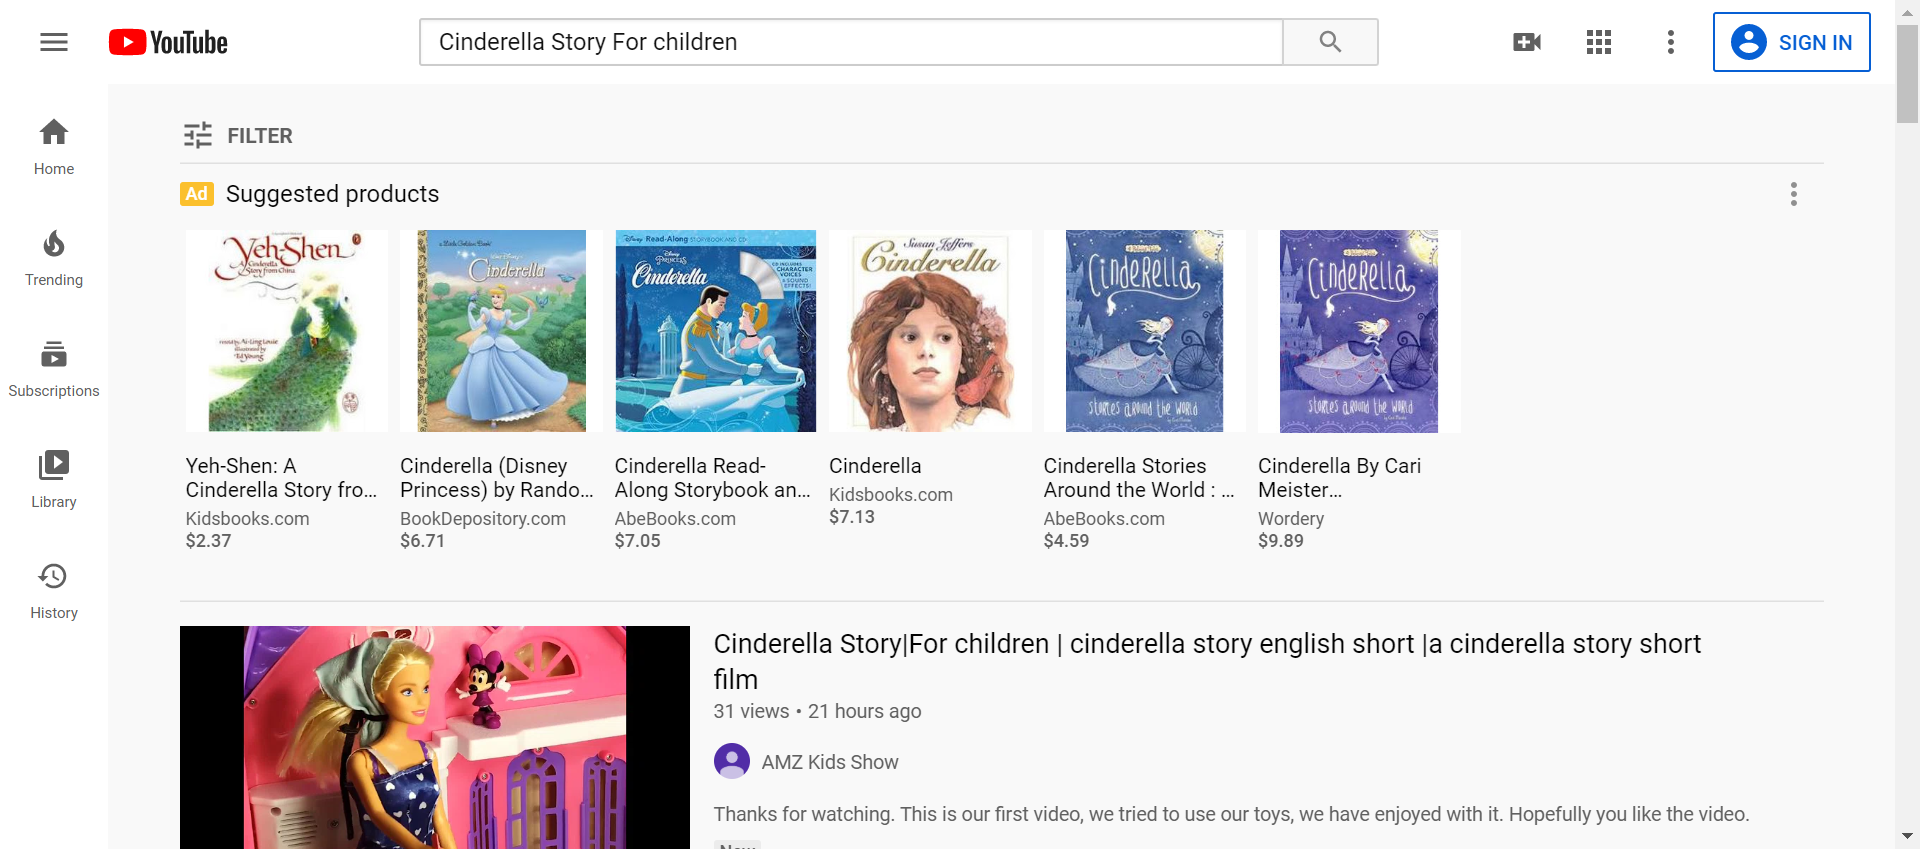 YouTube
Cinderella Story For children
SIGN IN
Home
Trending
Subscriptions
Library
History
FILTER
Ad Suggested products
Yeh-Shen
A Cinderella
Story from China
retold by Ai-Ling Louie
illustrated by
Ed Young
a Little Golden Book
Walt Disney's
Cinderella
Disney Read-Along STORYBOOK AND CD
Disney
PRINCESS
Cinderella
CD INCLUDES
CHARACTER
VOICES
& SOUND
EFFECTS!
Susan Jeffers
Cinderella
CINDERELLA
stories around the world
CINDERELLA
stories around the world
Yeh-Shen: A
Cinderella Story fro...
Kidsbooks.com
$2.37
Cinderella (Disney
Princess) by Rando...
BookDepository.com
$6.71
Cinderella Read-
Along Storybook an...
AbeBooks.com
$7.05
Cinderella
Kidsbooks.com
$7.13
Cinderella Stories
Around the World : ...
AbeBooks.com
$4.59
Cinderella By Cari
Meister...
Wordery
$9.89
Cinderella Story|For children | cinderella story english short |a cinderella story short
film
31 views • 21 hours ago
AMZ Kids Show
Thanks for watching. This is our first video, we tried to use our toys, we have enjoyed with it. Hopefully you like the video.
New